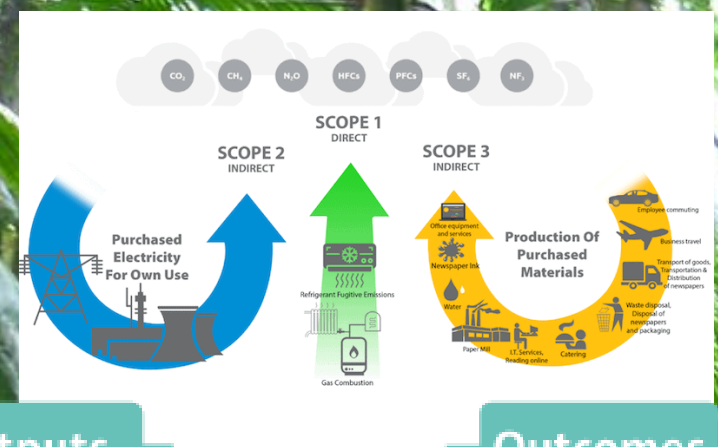 CO₂ CH₄ N₂O HFCs PFCs SF₆ NF₃
SCOPE 1
DIRECT
SCOPE 2
INDIRECT
SCOPE 3
INDIRECT
Purchased
Electricity
For Own Use
Refrigerant Fugitive Emissions
Gas Combustion
Office equipment
and services
Newspaper Ink
Water
Paper Mill
I.T. Services,
Reading online
Catering
Production Of
Purchased
Materials
Employee commuting
Business travel
Transport of goods,
Transportation &
Distribution
of newspapers
Waste disposal,
Disposal of
newspapers
and packaging
Outcomes